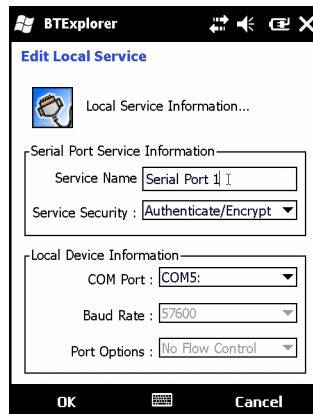 BTExplorer
Edit Local Service
Local Service Information...
Serial Port Service Information
Service Name Serial Port 1
Service Security : Authenticate/Encrypt
Local Device Information
COM Port : COM5:
Baud Rate : 57600
Port Options : No Flow Control
OK Cancel